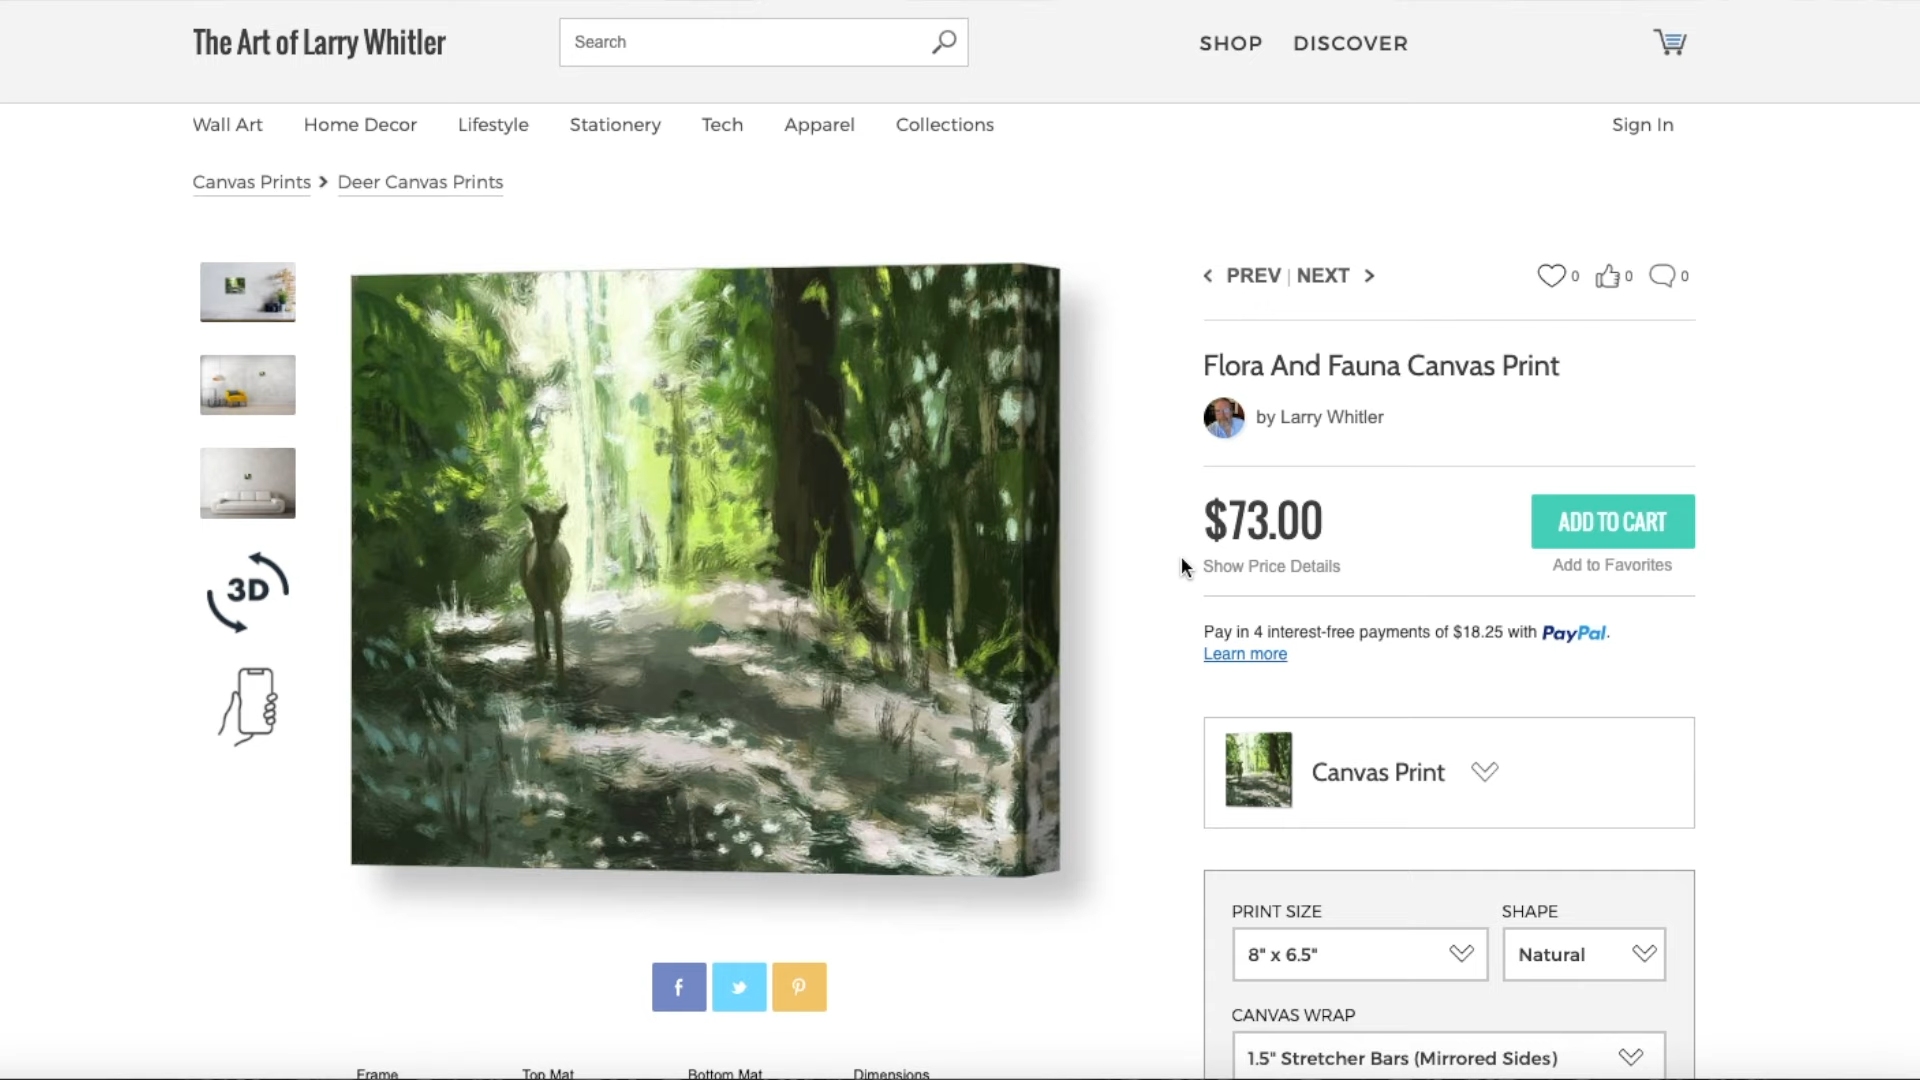 The Art of Larry Whitler
Search
SHOP DISCOVER
Wall Art Home Decor Lifestyle Stationery Tech Apparel Collections Sign In
Canvas Prints > Deer Canvas Prints
< PREV | NEXT > 0 0 0
Flora And Fauna Canvas Print
by Larry Whitler
$73.00
ADD TO CART
Show Price Details
Add to Favorites
Pay in 4 interest-free payments of $18.25 with PayPal.
Learn more
3D
Canvas Print
PRINT SIZE SHAPE
8" x 6.5" Natural
CANVAS WRAP
1.5" Stretcher Bars (Mirrored Sides)
Frame Top Mat Bottom Mat Dimensions